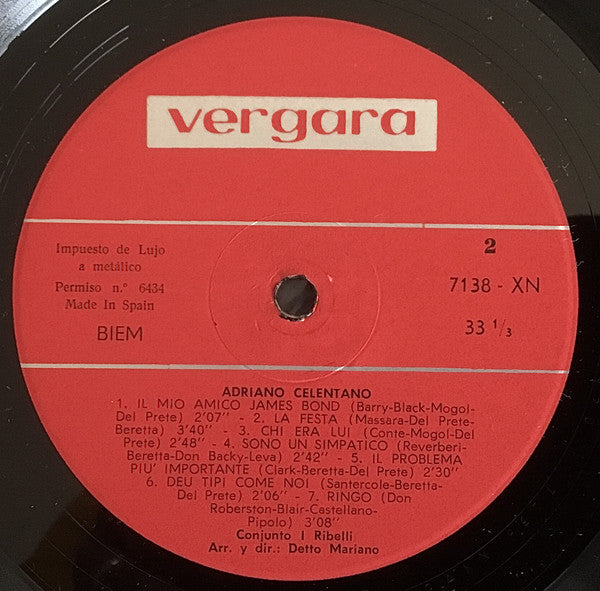 vergara
Impuesto de Lujo
a metálico
Permiso n.º 6434
Made In Spain
BIEM
2
7138 - XN
33 1/3
ADRIANO CELENTANO
1. IL MIO AMICO JAMES BOND (Barry-Black-Mogol-
Del Prete) 2'07'' - 2. LA FESTA (Massara-Del Prete-
Beretta) 3'40'' - 3. CHI ERA LUI (Conte-Mogol-Del
Prete) 2'48'' - 4. SONO UN SIMPATICO (Reverberi-
Beretta-Don Backy-Leva) 2'42'' - 5. IL PROBLEMA
PIU' IMPORTANTE (Clark-Beretta-Del Prete) 2'30''
6. DEU TIPI COME NOI (Santercole-Beretta-
Del Prete) 2'06'' - 7. RINGO (Don
Roberston-Blair-Castellano-
Pipolo) 3'08''
Conjunto I Ribelli
Arr. y dir.: Detto Mariano